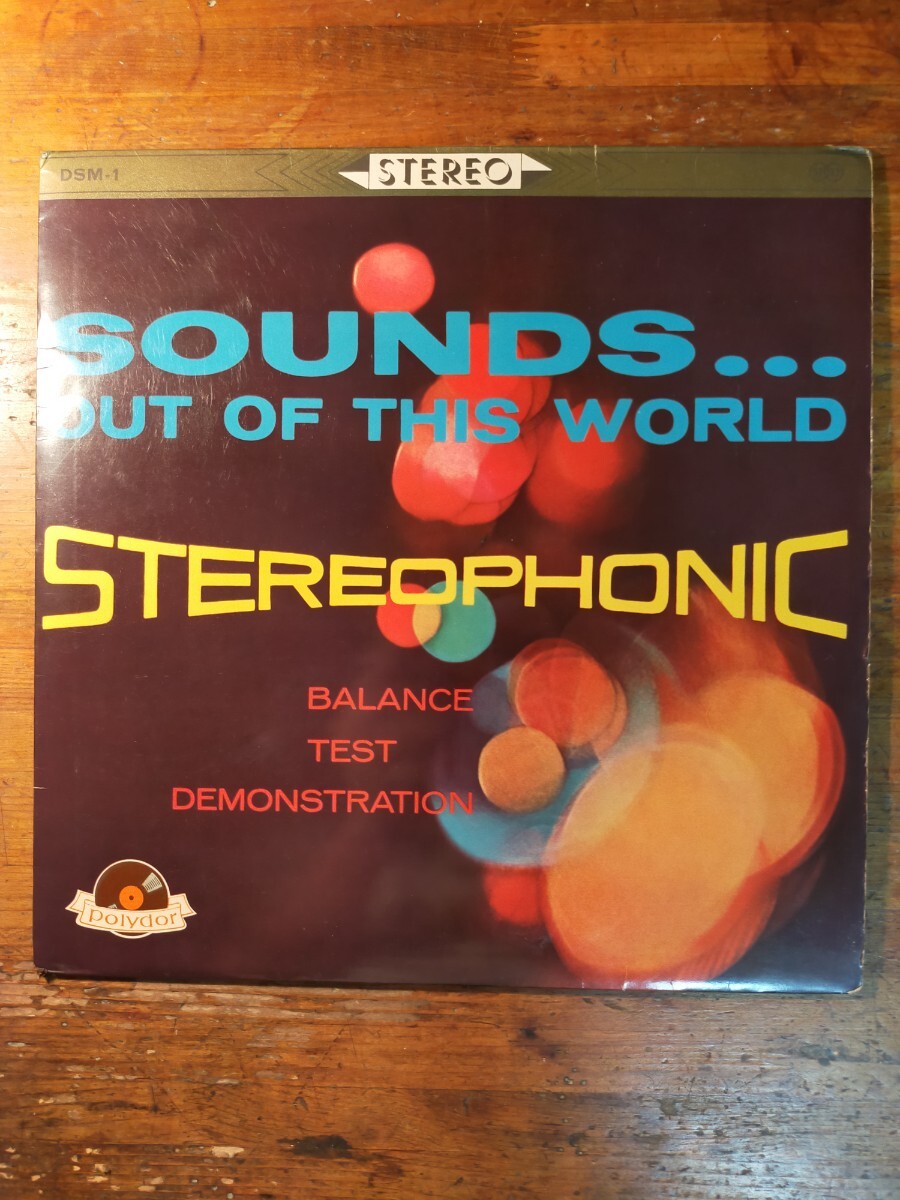 DSM-1
STEREO
SOUNDS...
OUT OF THIS WORLD
STEREOPHONIC
BALANCE
TEST
DEMONSTRATION
polydor